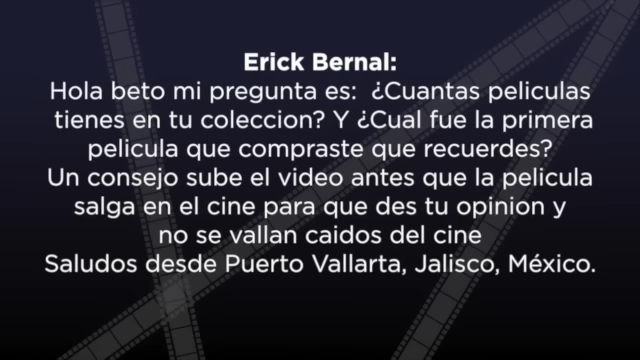 Erick Bernal:
Hola beto mi pregunta es:  ¿Cuantas peliculas
tienes en tu coleccion? Y ¿Cual fue la primera
pelicula que compraste que recuerdes?
Un consejo sube el video antes que la pelicula
salga en el cine para que des tu opinion y
no se vallan caidos del cine
Saludos desde Puerto Vallarta, Jalisco, México.